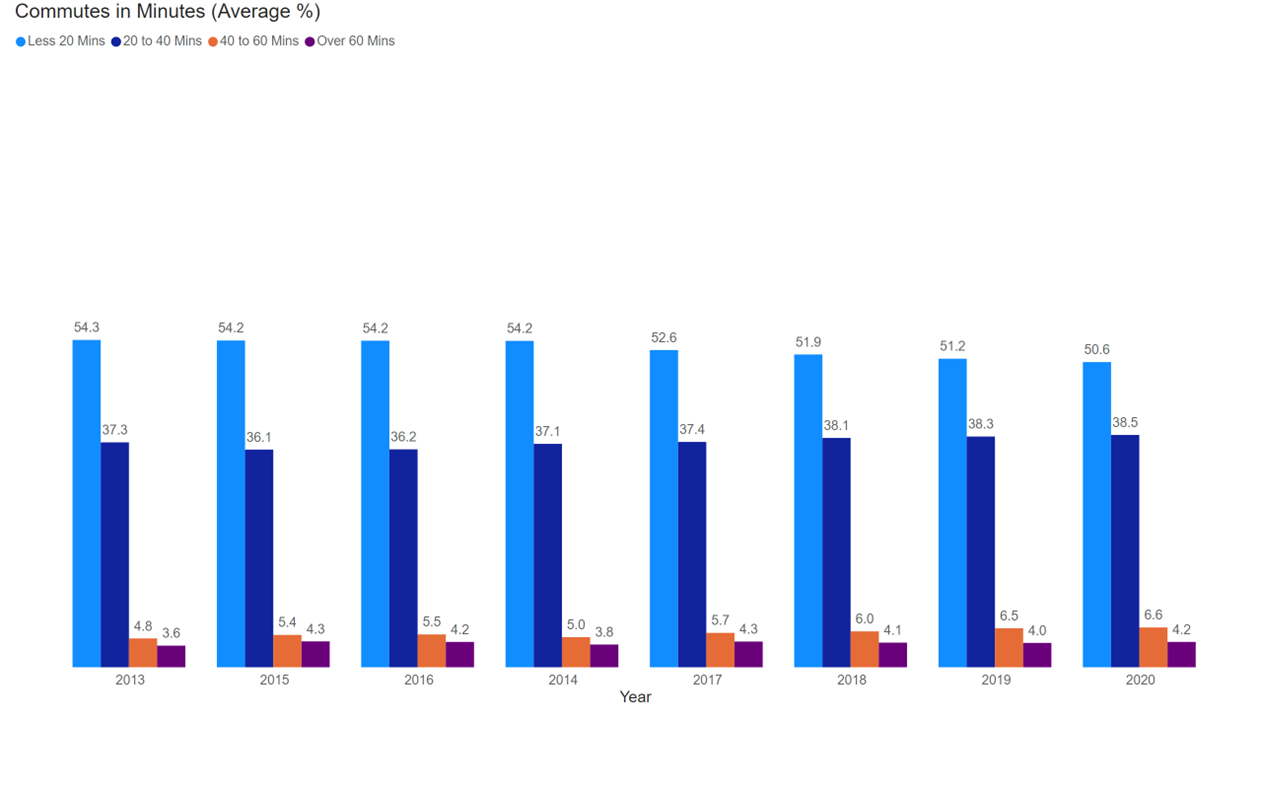 Commutes in Minutes (Average %)
Less 20 Mins 20 to 40 Mins 40 to 60 Mins Over 60 Mins
54.3 37.3 4.8 3.6
54.2 36.1 5.4 4.3
54.2 36.2 5.5 4.2
54.2 37.1 5.0 3.8
52.6 37.4 5.7 4.3
51.9 38.1 6.0 4.1
51.2 38.3 6.5 4.0
50.6 38.5 6.6 4.2
2013 2015 2016 2014 2017 2018 2019 2020
Year